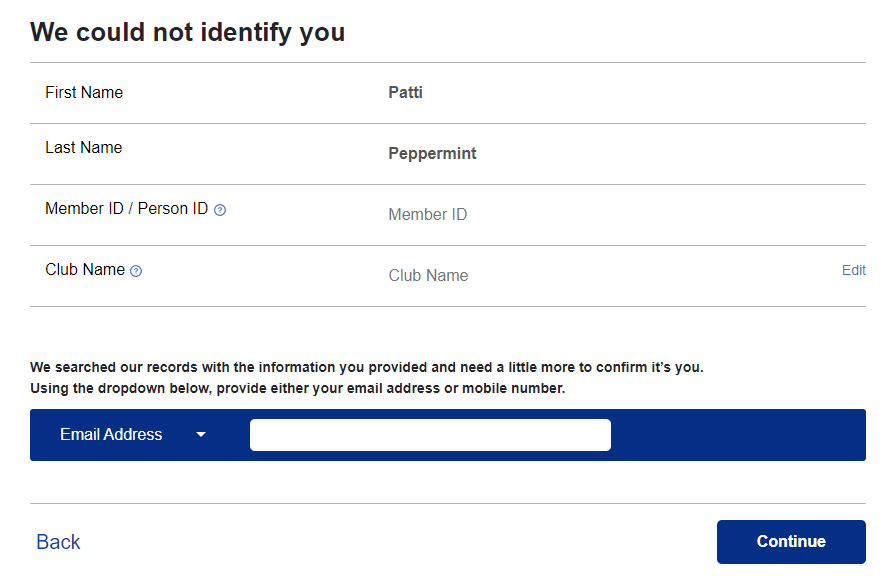 We could not identify you
First Name Patti
Last Name Peppermint
Member ID / Person ID ? Member ID
Club Name ? Club Name Edit
We searched our records with the information you provided and need a little more to confirm it’s you.
Using the dropdown below, provide either your email address or mobile number.
Email Address
Back Continue